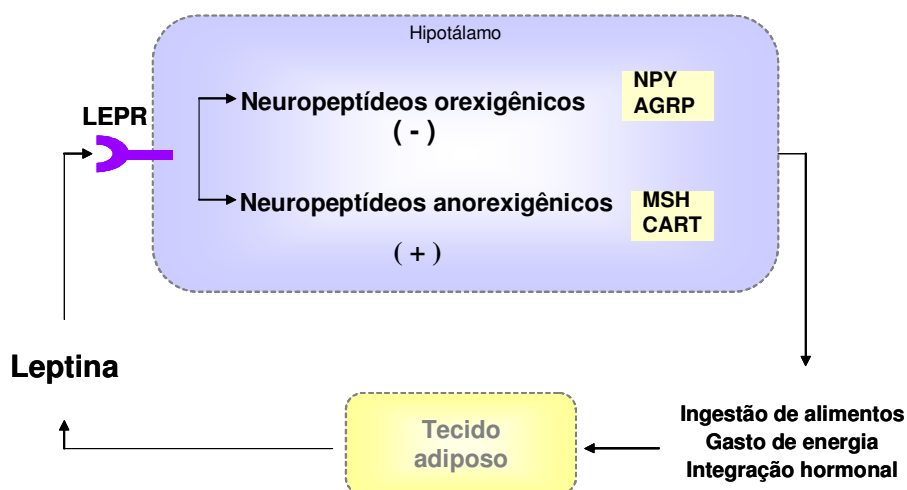 Hipotálamo
LEPR
Neuropeptídeos orexigênicos
( - )
NPY
AGRP
Neuropeptídeos anorexigênicos
( + )
MSH
CART
Leptina
Tecido
adiposo
Ingestão de alimentos
Gasto de energia
Integração hormonal